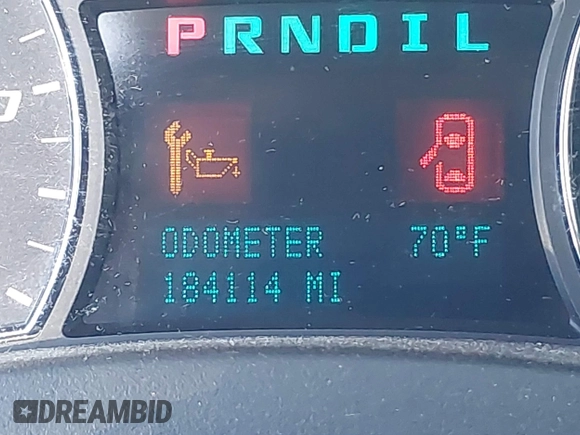 PRNDIL
ODOMETER 70°F
184114 MI
DREAMBID